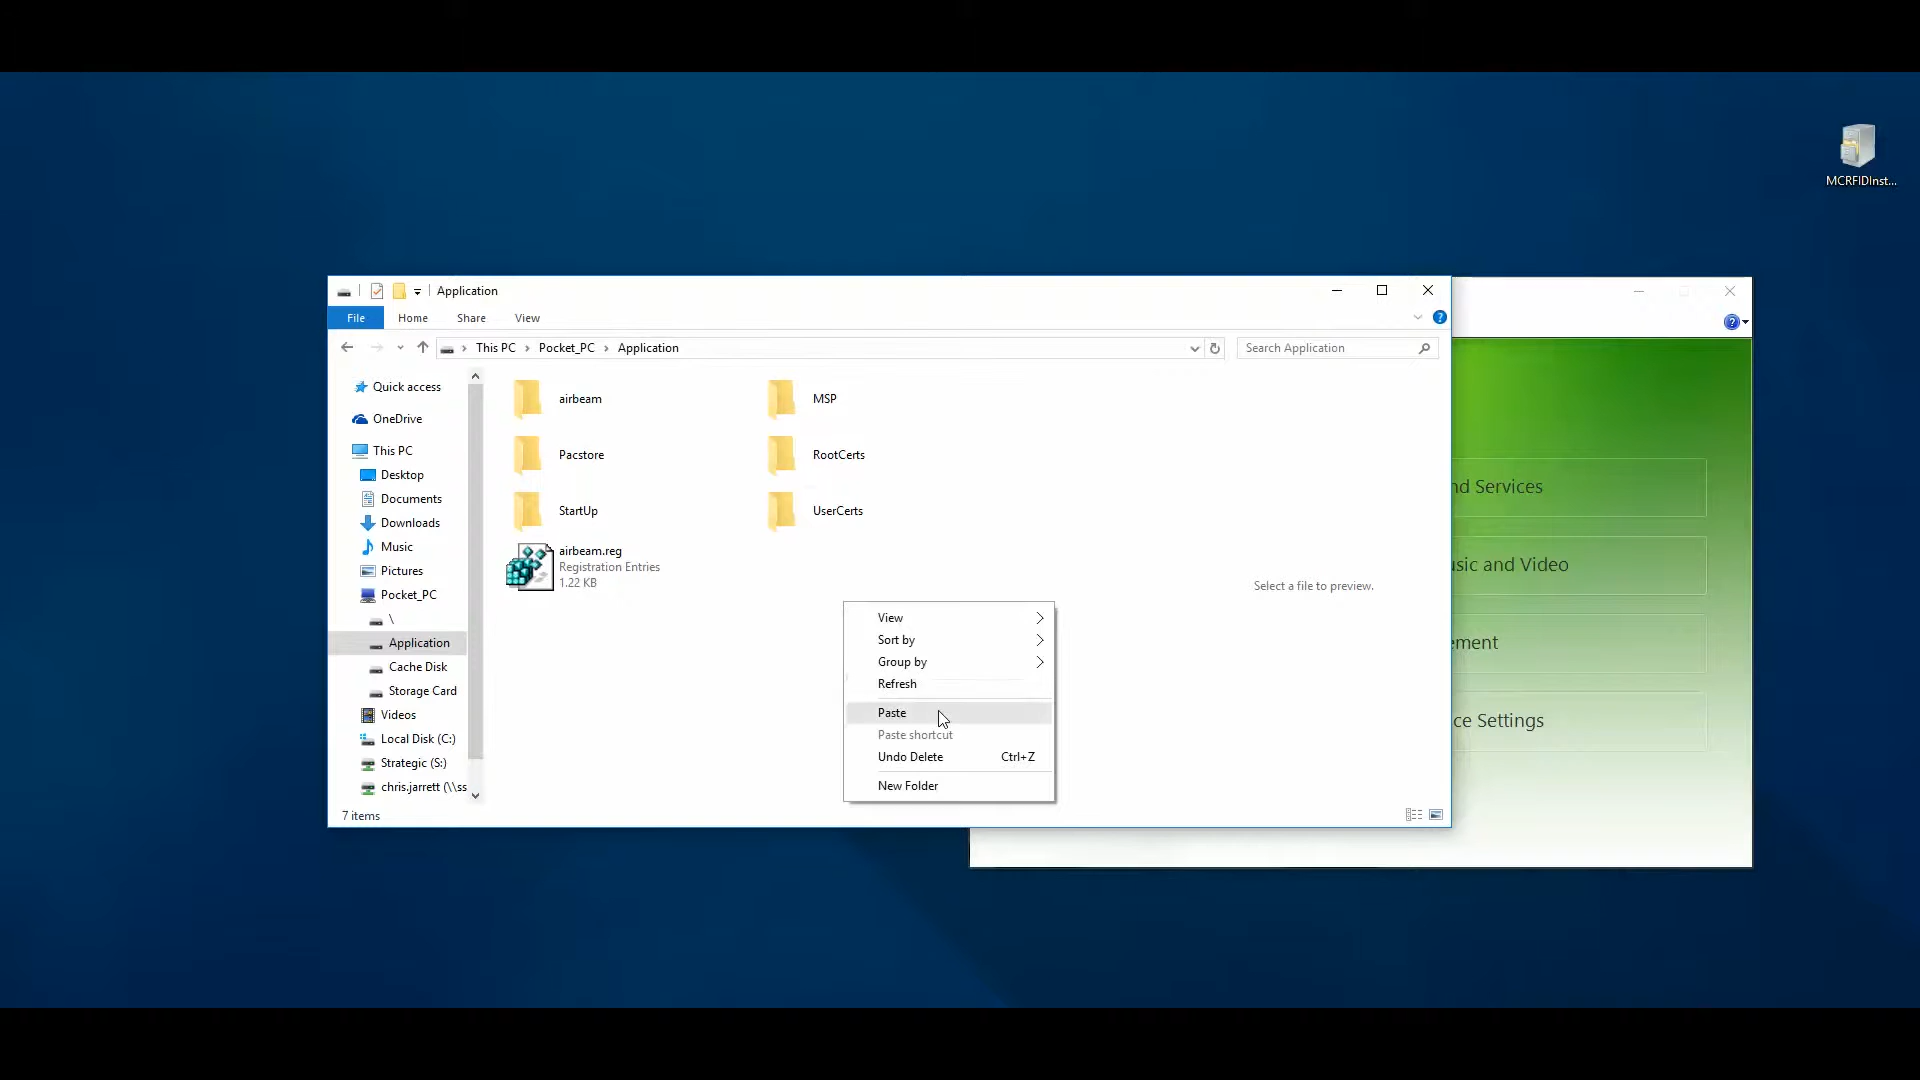 MCRFIDInst...
Application
File
Home
Share
View
This PC
Pocket_PC
Application
Search Application
Quick access
OneDrive
This PC
Desktop
Documents
Downloads
Music
Pictures
Pocket_PC
\
Application
Cache Disk
Storage Card
Videos
Local Disk (C:)
Strategic (S:)
chris.jarrett (\\ss
airbeam
MSP
Pacstore
RootCerts
StartUp
UserCerts
airbeam.reg
Registration Entries
1.22 KB
Select a file to preview.
View
Sort by
Group by
Refresh
Paste
Paste shortcut
Undo Delete Ctrl+Z
New Folder
7 items
nd Services
usic and Video
ement
ce Settings